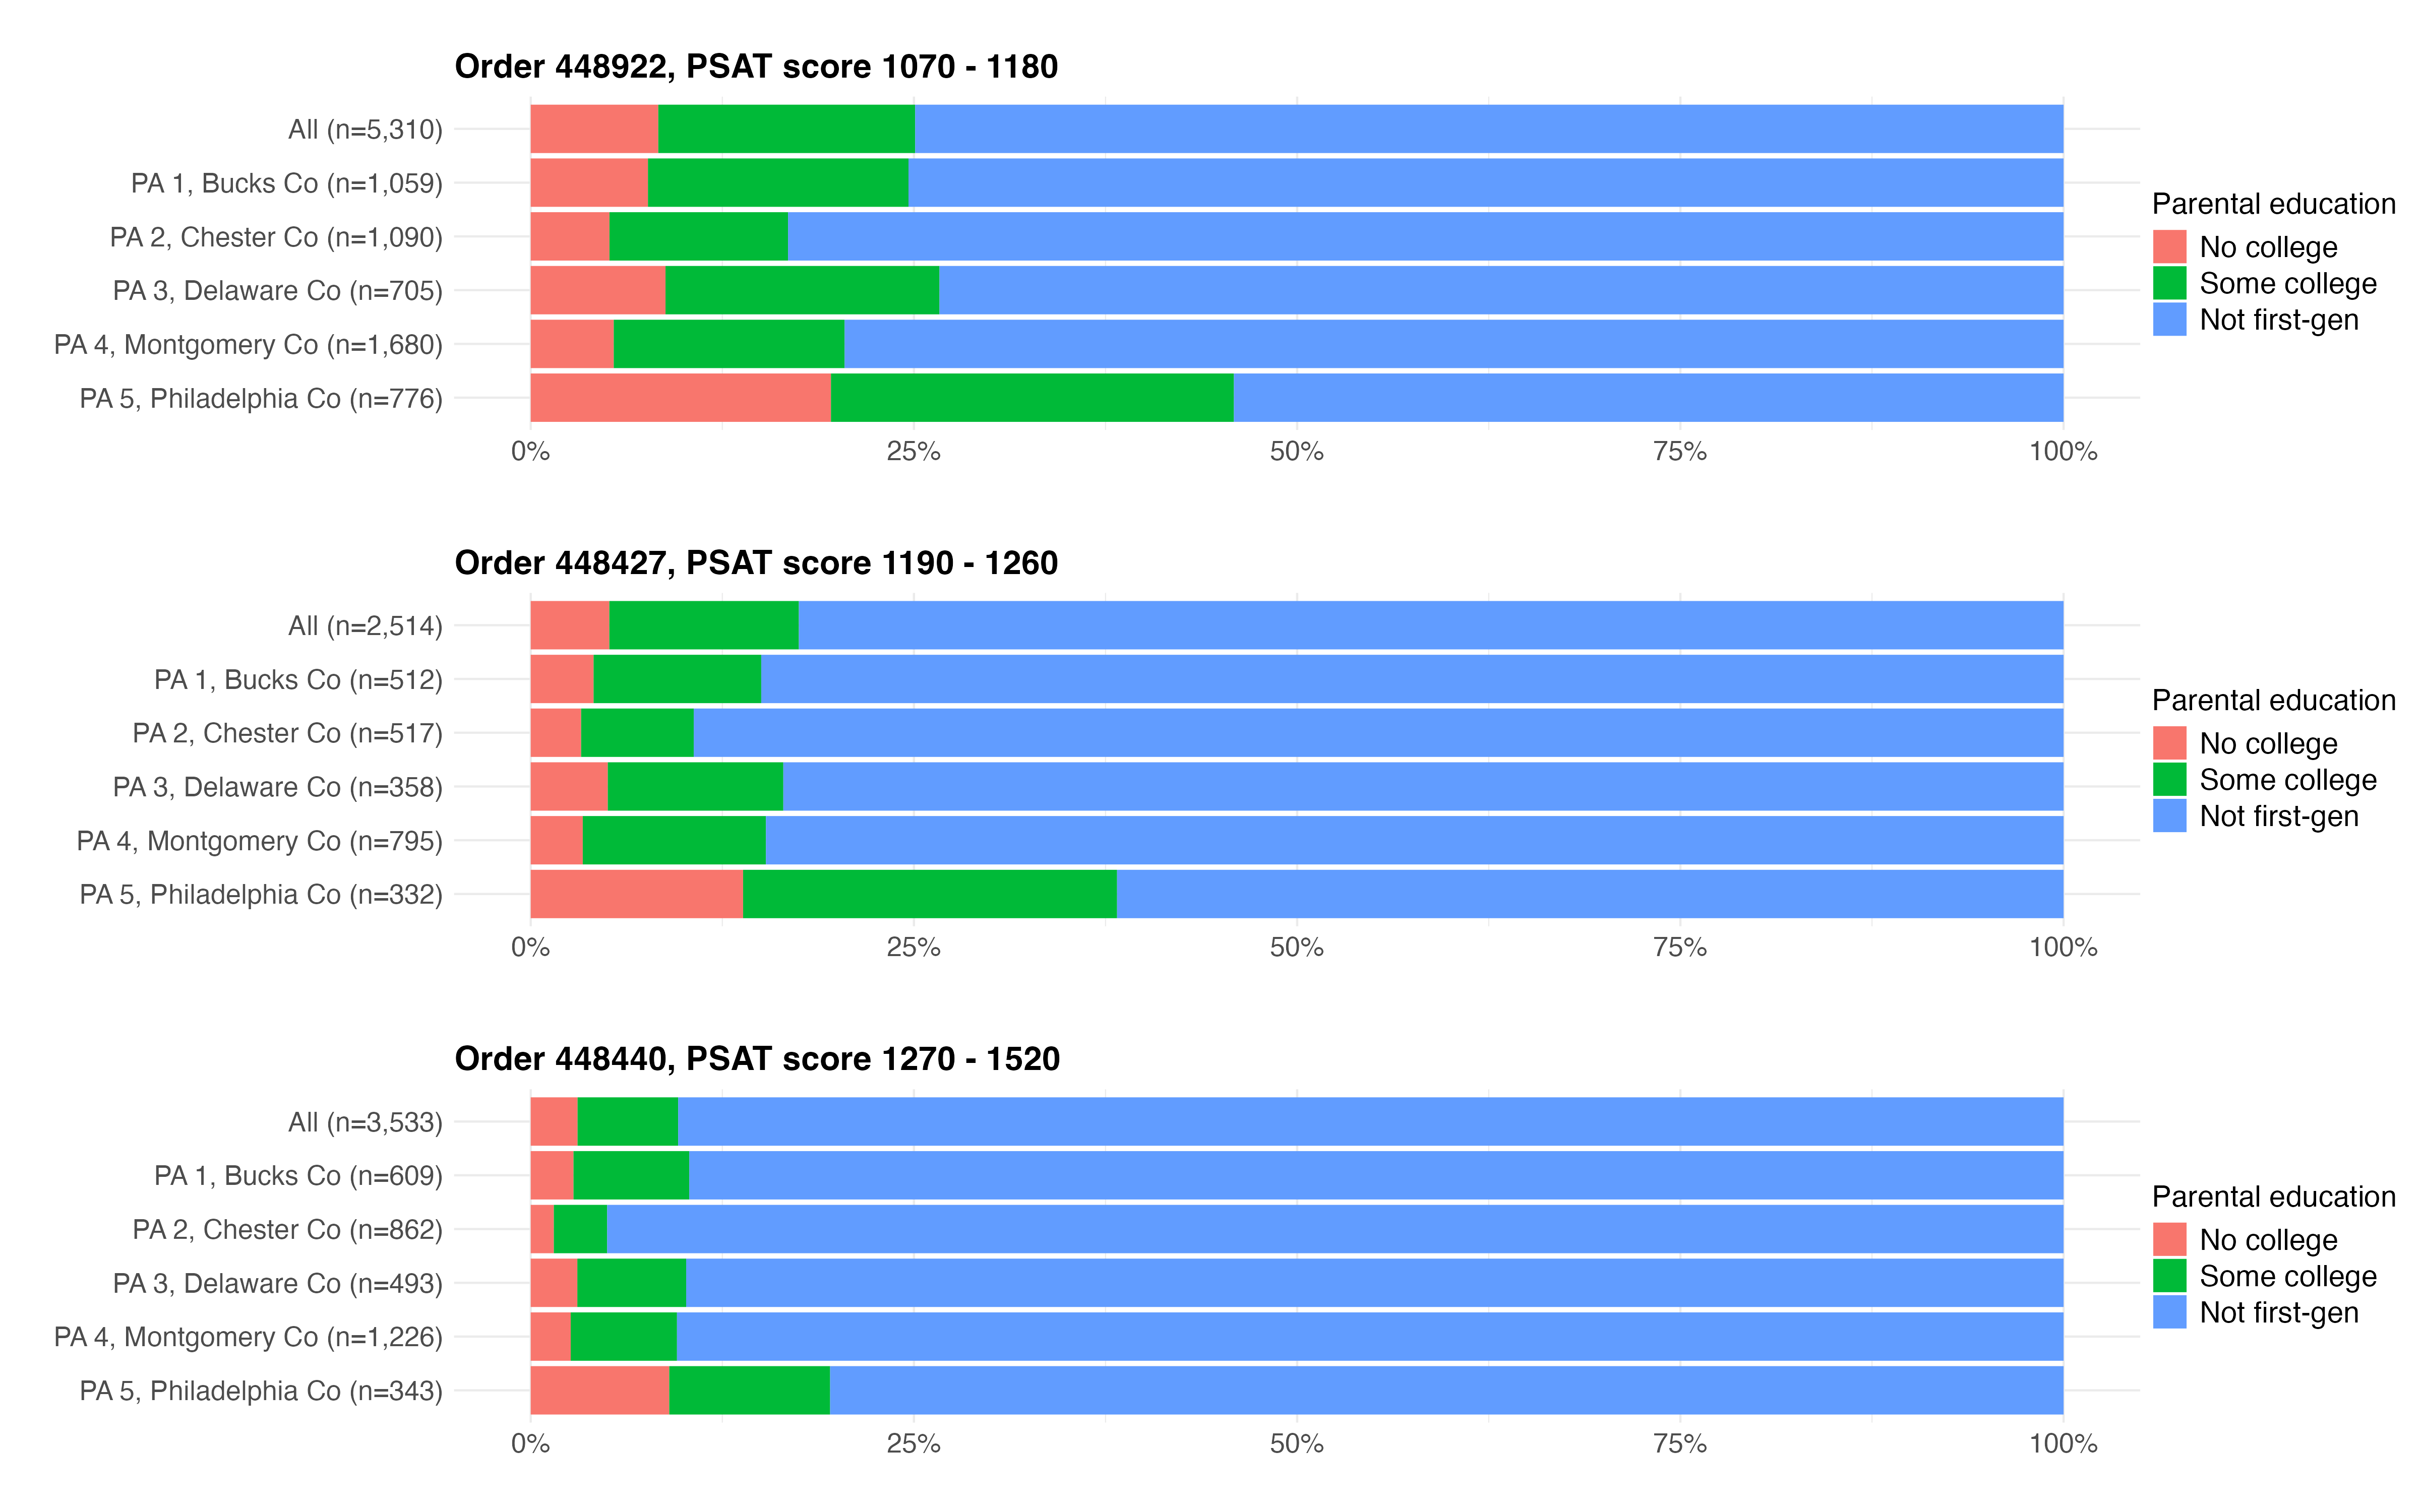 Order 448922, PSAT score 1070 - 1180
All (n=5,310)
PA 1, Bucks Co (n=1,059)
PA 2, Chester Co (n=1,090)
PA 3, Delaware Co (n=705)
PA 4, Montgomery Co (n=1,680)
PA 5, Philadelphia Co (n=776)
0% 25% 50% 75% 100%
Parental education
No college
Some college
Not first-gen
Order 448427, PSAT score 1190 - 1260
All (n=2,514)
PA 1, Bucks Co (n=512)
PA 2, Chester Co (n=517)
PA 3, Delaware Co (n=358)
PA 4, Montgomery Co (n=795)
PA 5, Philadelphia Co (n=332)
0% 25% 50% 75% 100%
Parental education
No college
Some college
Not first-gen
Order 448440, PSAT score 1270 - 1520
All (n=3,533)
PA 1, Bucks Co (n=609)
PA 2, Chester Co (n=862)
PA 3, Delaware Co (n=493)
PA 4, Montgomery Co (n=1,226)
PA 5, Philadelphia Co (n=343)
0% 25% 50% 75% 100%
Parental education
No college
Some college
Not first-gen